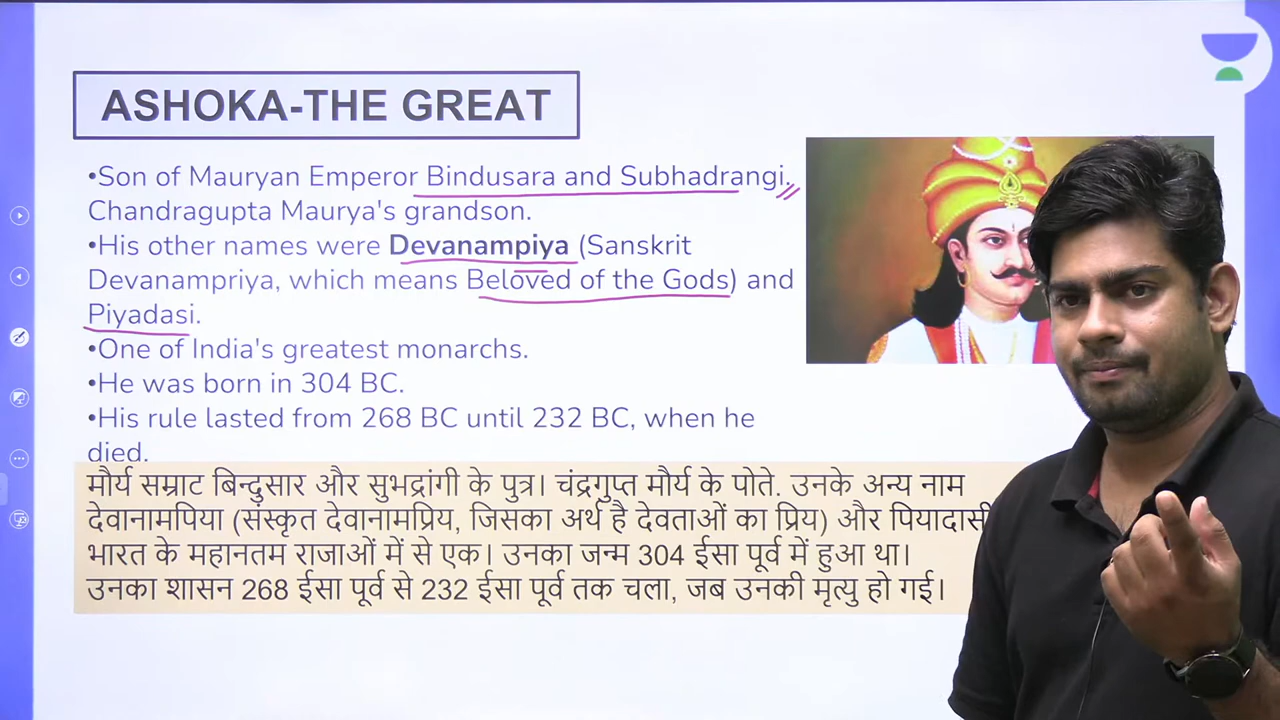 ASHOKA-THE GREAT
•Son of Mauryan Emperor Bindusara and Subhadrangi.
Chandragupta Maurya's grandson.
•His other names were Devanampiya (Sanskrit
Devanampriya, which means Beloved of the Gods) and
Piyadasi.
•One of India's greatest monarchs.
•He was born in 304 BC.
•His rule lasted from 268 BC until 232 BC, when he
died.
मौर्य सम्राट बिन्दुसार और सुभद्रांगी के पुत्र। चंद्रगुप्त मौर्य के पोते. उनके अन्य नाम
देवानामपिया (संस्कृत देवानामप्रिय, जिसका अर्थ है देवताओं का प्रिय) और पियादासी
भारत के महानतम राजाओं में से एक। उनका जन्म 304 ईसा पूर्व में हुआ था।
उनका शासन 268 ईसा पूर्व से 232 ईसा पूर्व तक चला, जब उनकी मृत्यु हो गई।